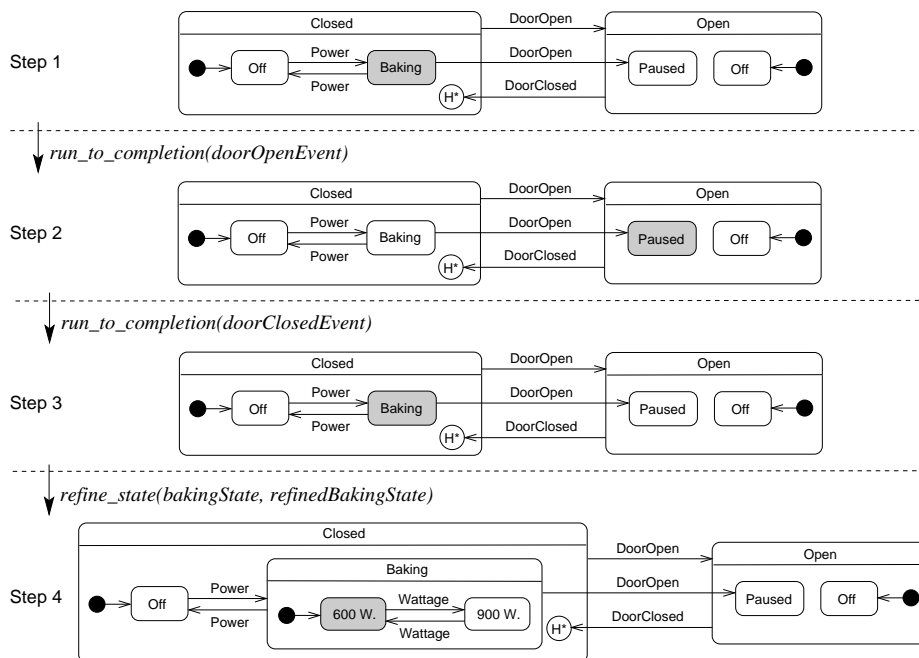 Closed
DoorOpen
Open
Step 1
Off
Power
Power
Baking
DoorOpen
Paused
Off
H*
DoorClosed
run_to_completion(doorOpenEvent)
Closed
DoorOpen
Open
Step 2
Off
Power
Power
Baking
DoorOpen
Paused
Off
H*
DoorClosed
run_to_completion(doorClosedEvent)
Closed
DoorOpen
Open
Step 3
Off
Power
Power
Baking
DoorOpen
Paused
Off
H*
DoorClosed
refine_state(bakingState, refinedBakingState)
Closed
DoorOpen
Open
Step 4
Off
Power
Power
Baking
600 W.
Wattage
Wattage
900 W.
DoorOpen
Paused
Off
H*
DoorClosed